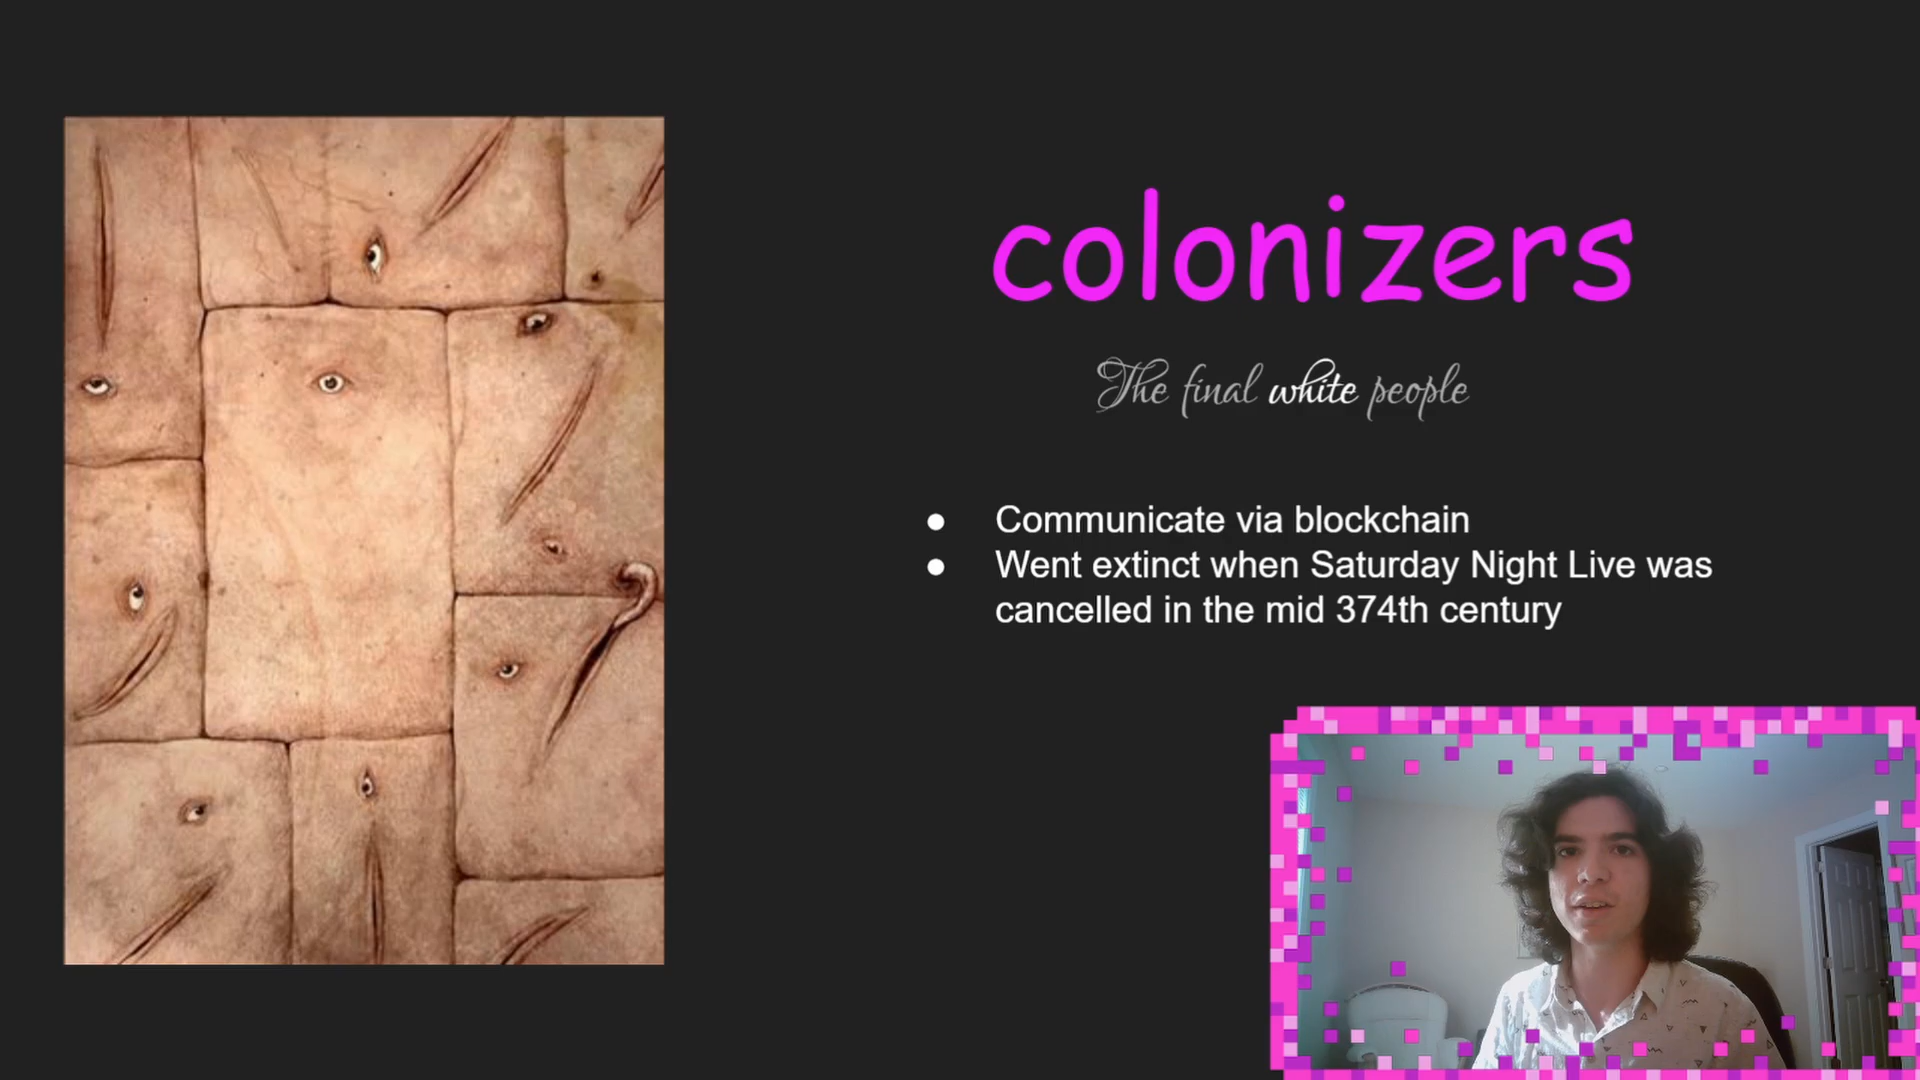 colonizers
The final white people
● Communicate via blockchain
● Went extinct when Saturday Night Live was
cancelled in the mid 374th century